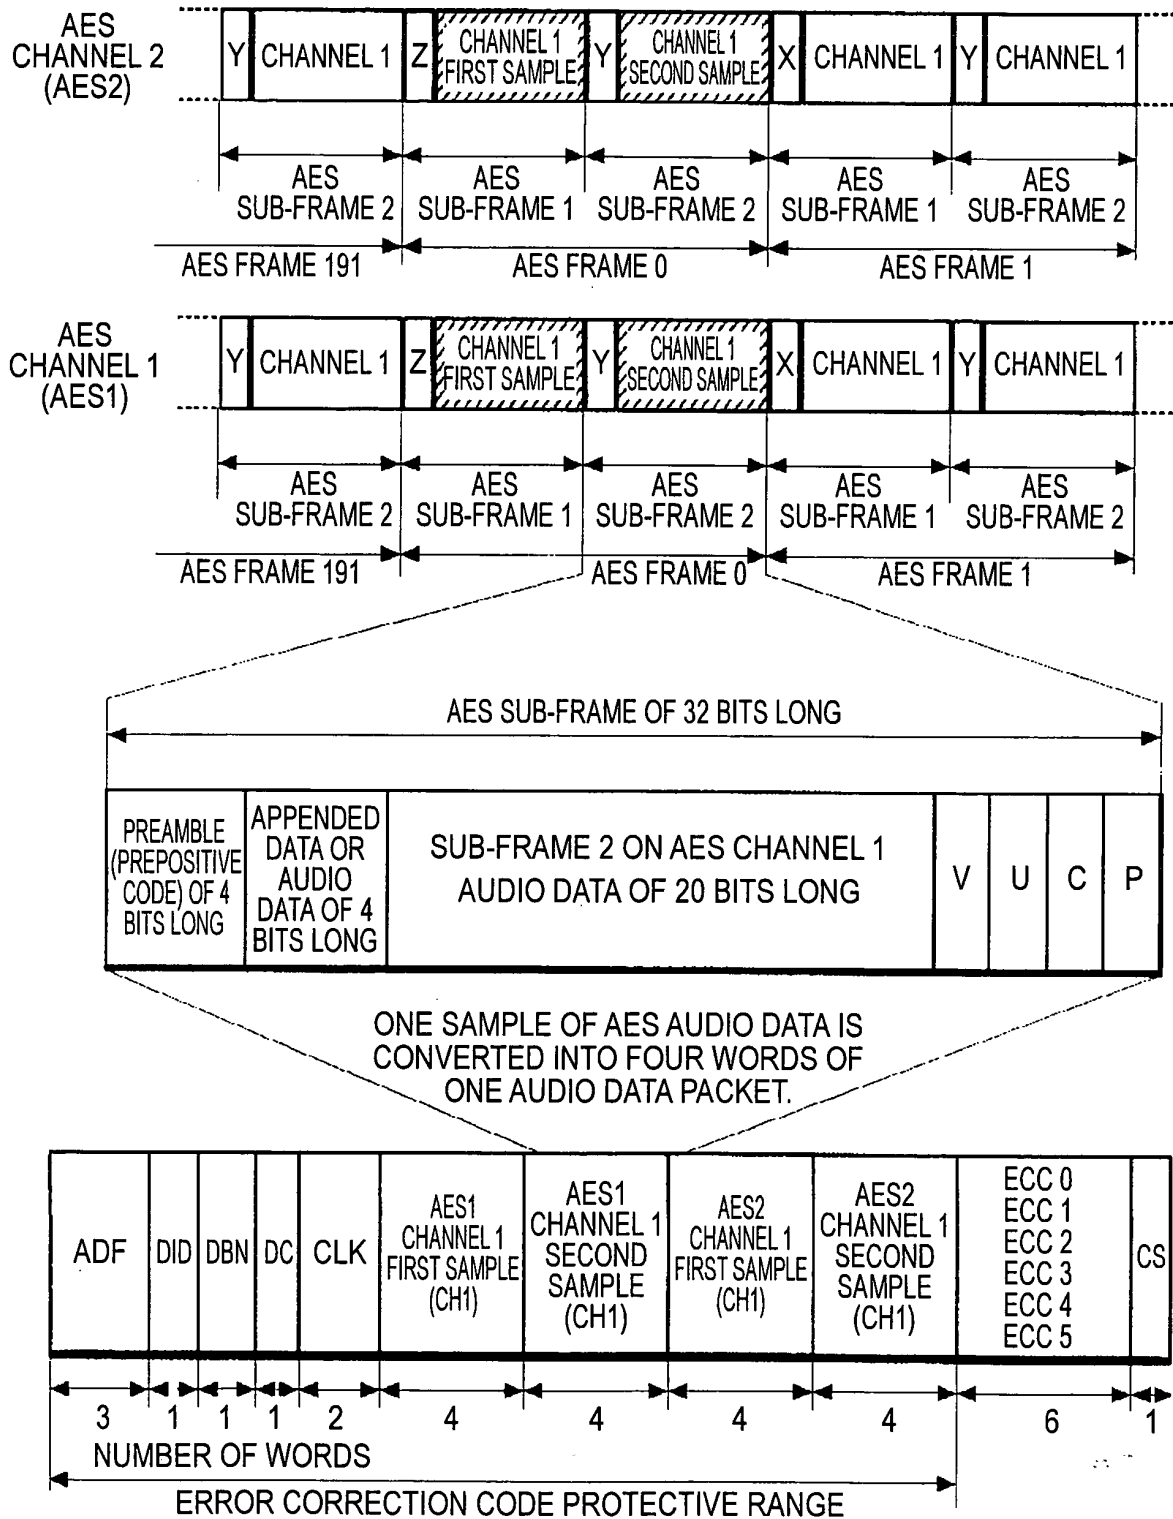 AES
CHANNEL 2
(AES2)
Y CHANNEL 1 Z CHANNEL 1 FIRST SAMPLE Y CHANNEL 1 SECOND SAMPLE X CHANNEL 1 Y CHANNEL 1
AES SUB-FRAME 2 AES SUB-FRAME 1 AES SUB-FRAME 2 AES SUB-FRAME 1 AES SUB-FRAME 2
AES FRAME 191 AES FRAME 0 AES FRAME 1
AES
CHANNEL 1
(AES1)
Y CHANNEL 1 Z CHANNEL 1 FIRST SAMPLE Y CHANNEL 1 SECOND SAMPLE X CHANNEL 1 Y CHANNEL 1
AES SUB-FRAME 2 AES SUB-FRAME 1 AES SUB-FRAME 2 AES SUB-FRAME 1 AES SUB-FRAME 2
AES FRAME 191 AES FRAME 0 AES FRAME 1
AES SUB-FRAME OF 32 BITS LONG
PREAMBLE
(PREPOSITIVE
CODE) OF 4
BITS LONG
APPENDED
DATA OR
AUDIO
DATA OF 4
BITS LONG
SUB-FRAME 2 ON AES CHANNEL 1
AUDIO DATA OF 20 BITS LONG
V U C P
ONE SAMPLE OF AES AUDIO DATA IS
CONVERTED INTO FOUR WORDS OF
ONE AUDIO DATA PACKET.
ADF DID DBN DC CLK
AES1
CHANNEL 1
FIRST SAMPLE
(CH1)
AES1
CHANNEL 1
SECOND
SAMPLE
(CH1)
AES2
CHANNEL 1
FIRST SAMPLE
(CH1)
AES2
CHANNEL 1
SECOND
SAMPLE
(CH1)
ECC 0
ECC 1
ECC 2
ECC 3
ECC 4
ECC 5
CS
3 1 1 1 2 4 4 4 4 6 1
NUMBER OF WORDS
ERROR CORRECTION CODE PROTECTIVE RANGE